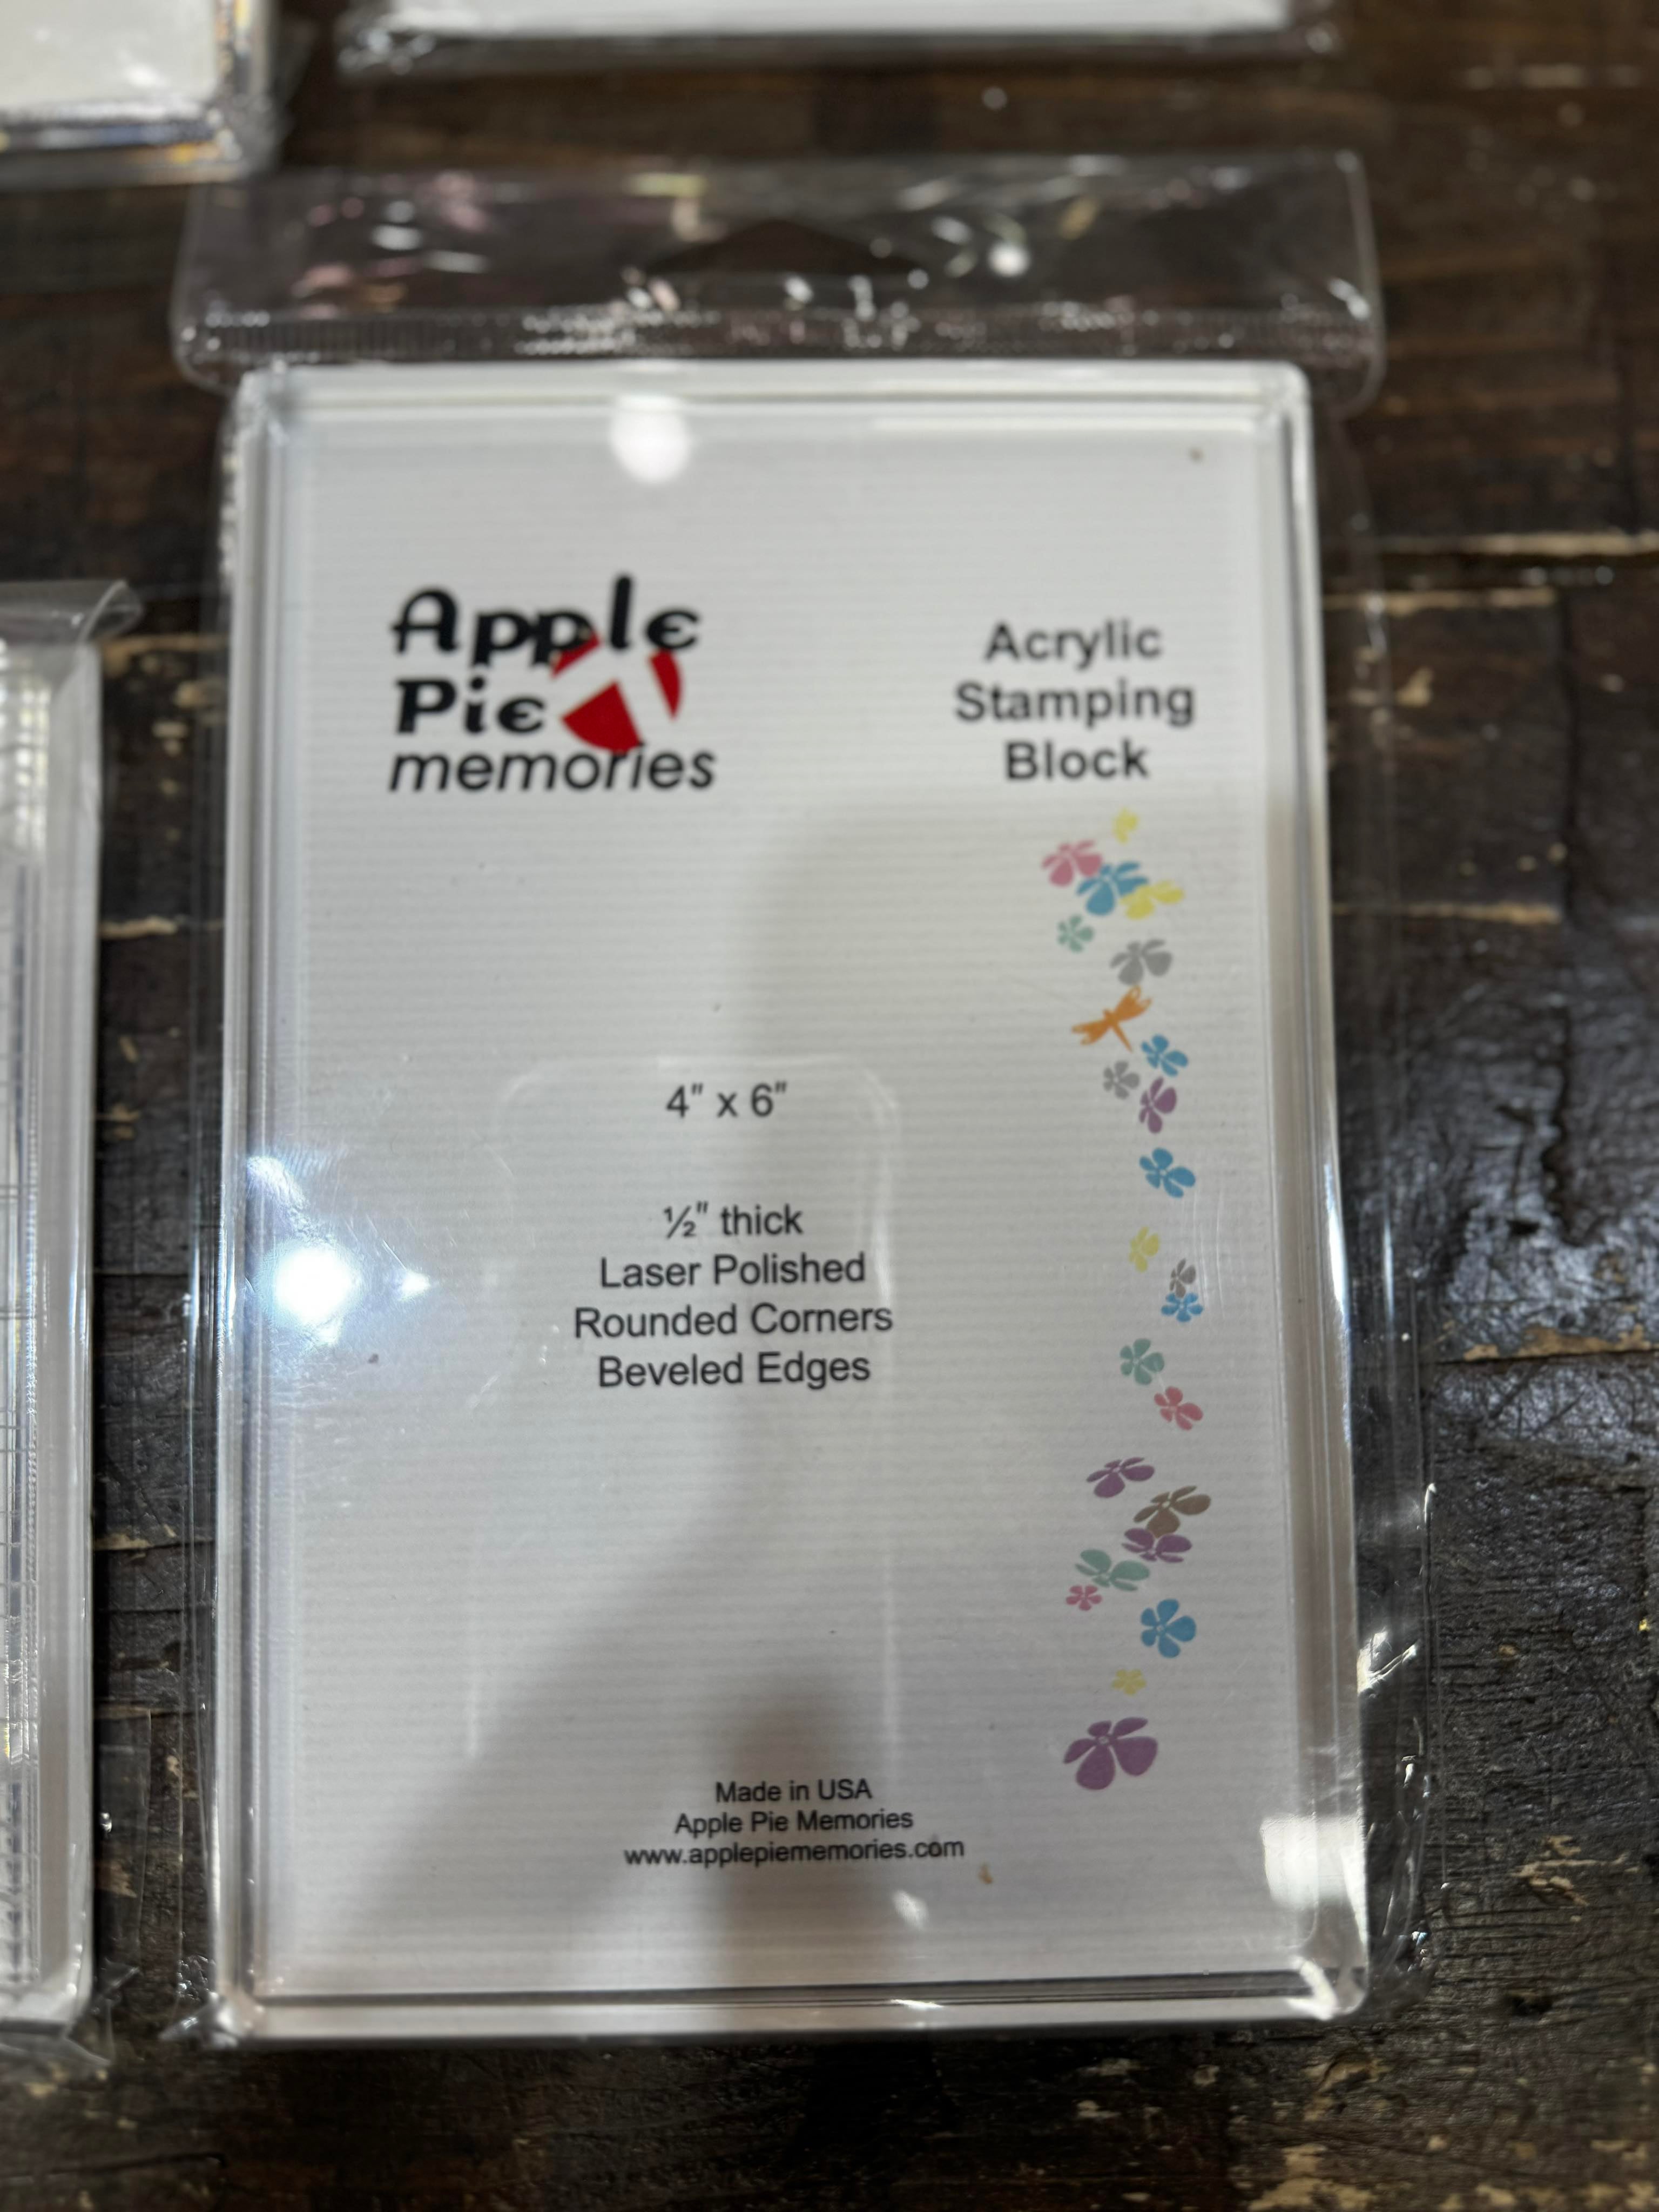 Apple
Pie
memories
Acrylic
Stamping
Block
4" x 6"
½" thick
Laser Polished
Rounded Corners
Beveled Edges
Made in USA
Apple Pie Memories
www.applepiememories.com